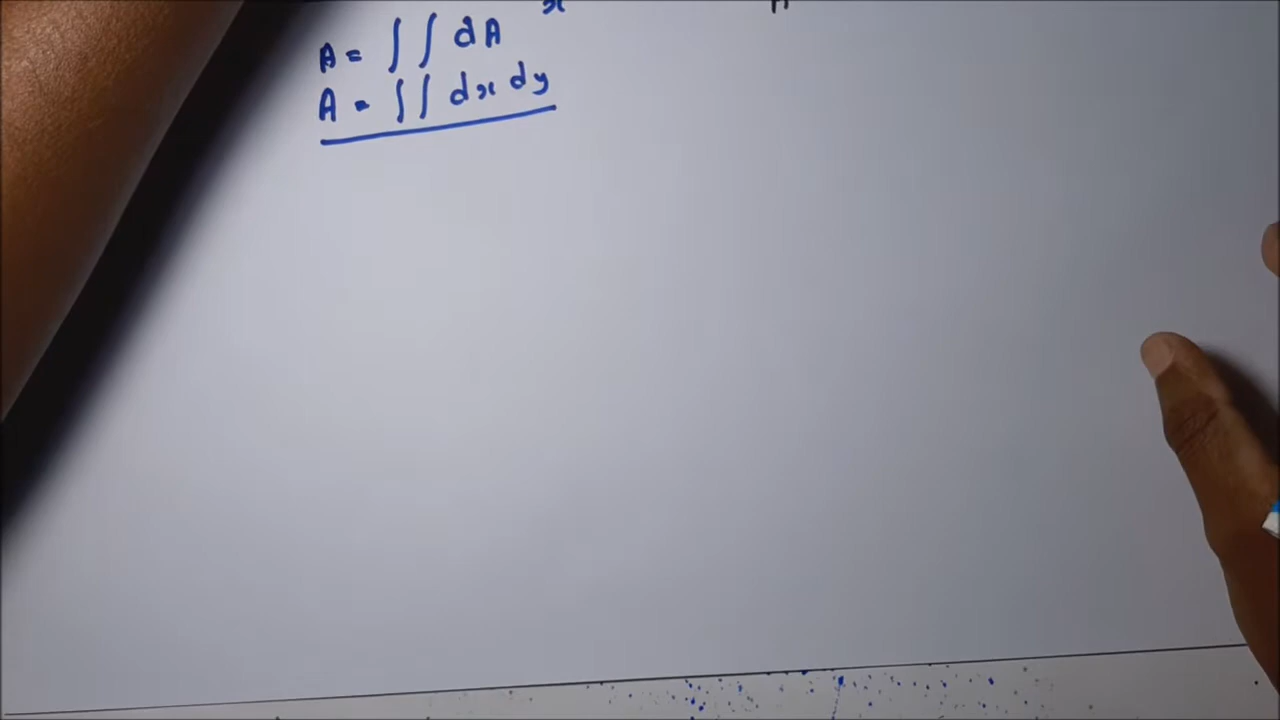 A = ∫ ∫ dA
A = ∫∫ dx dy